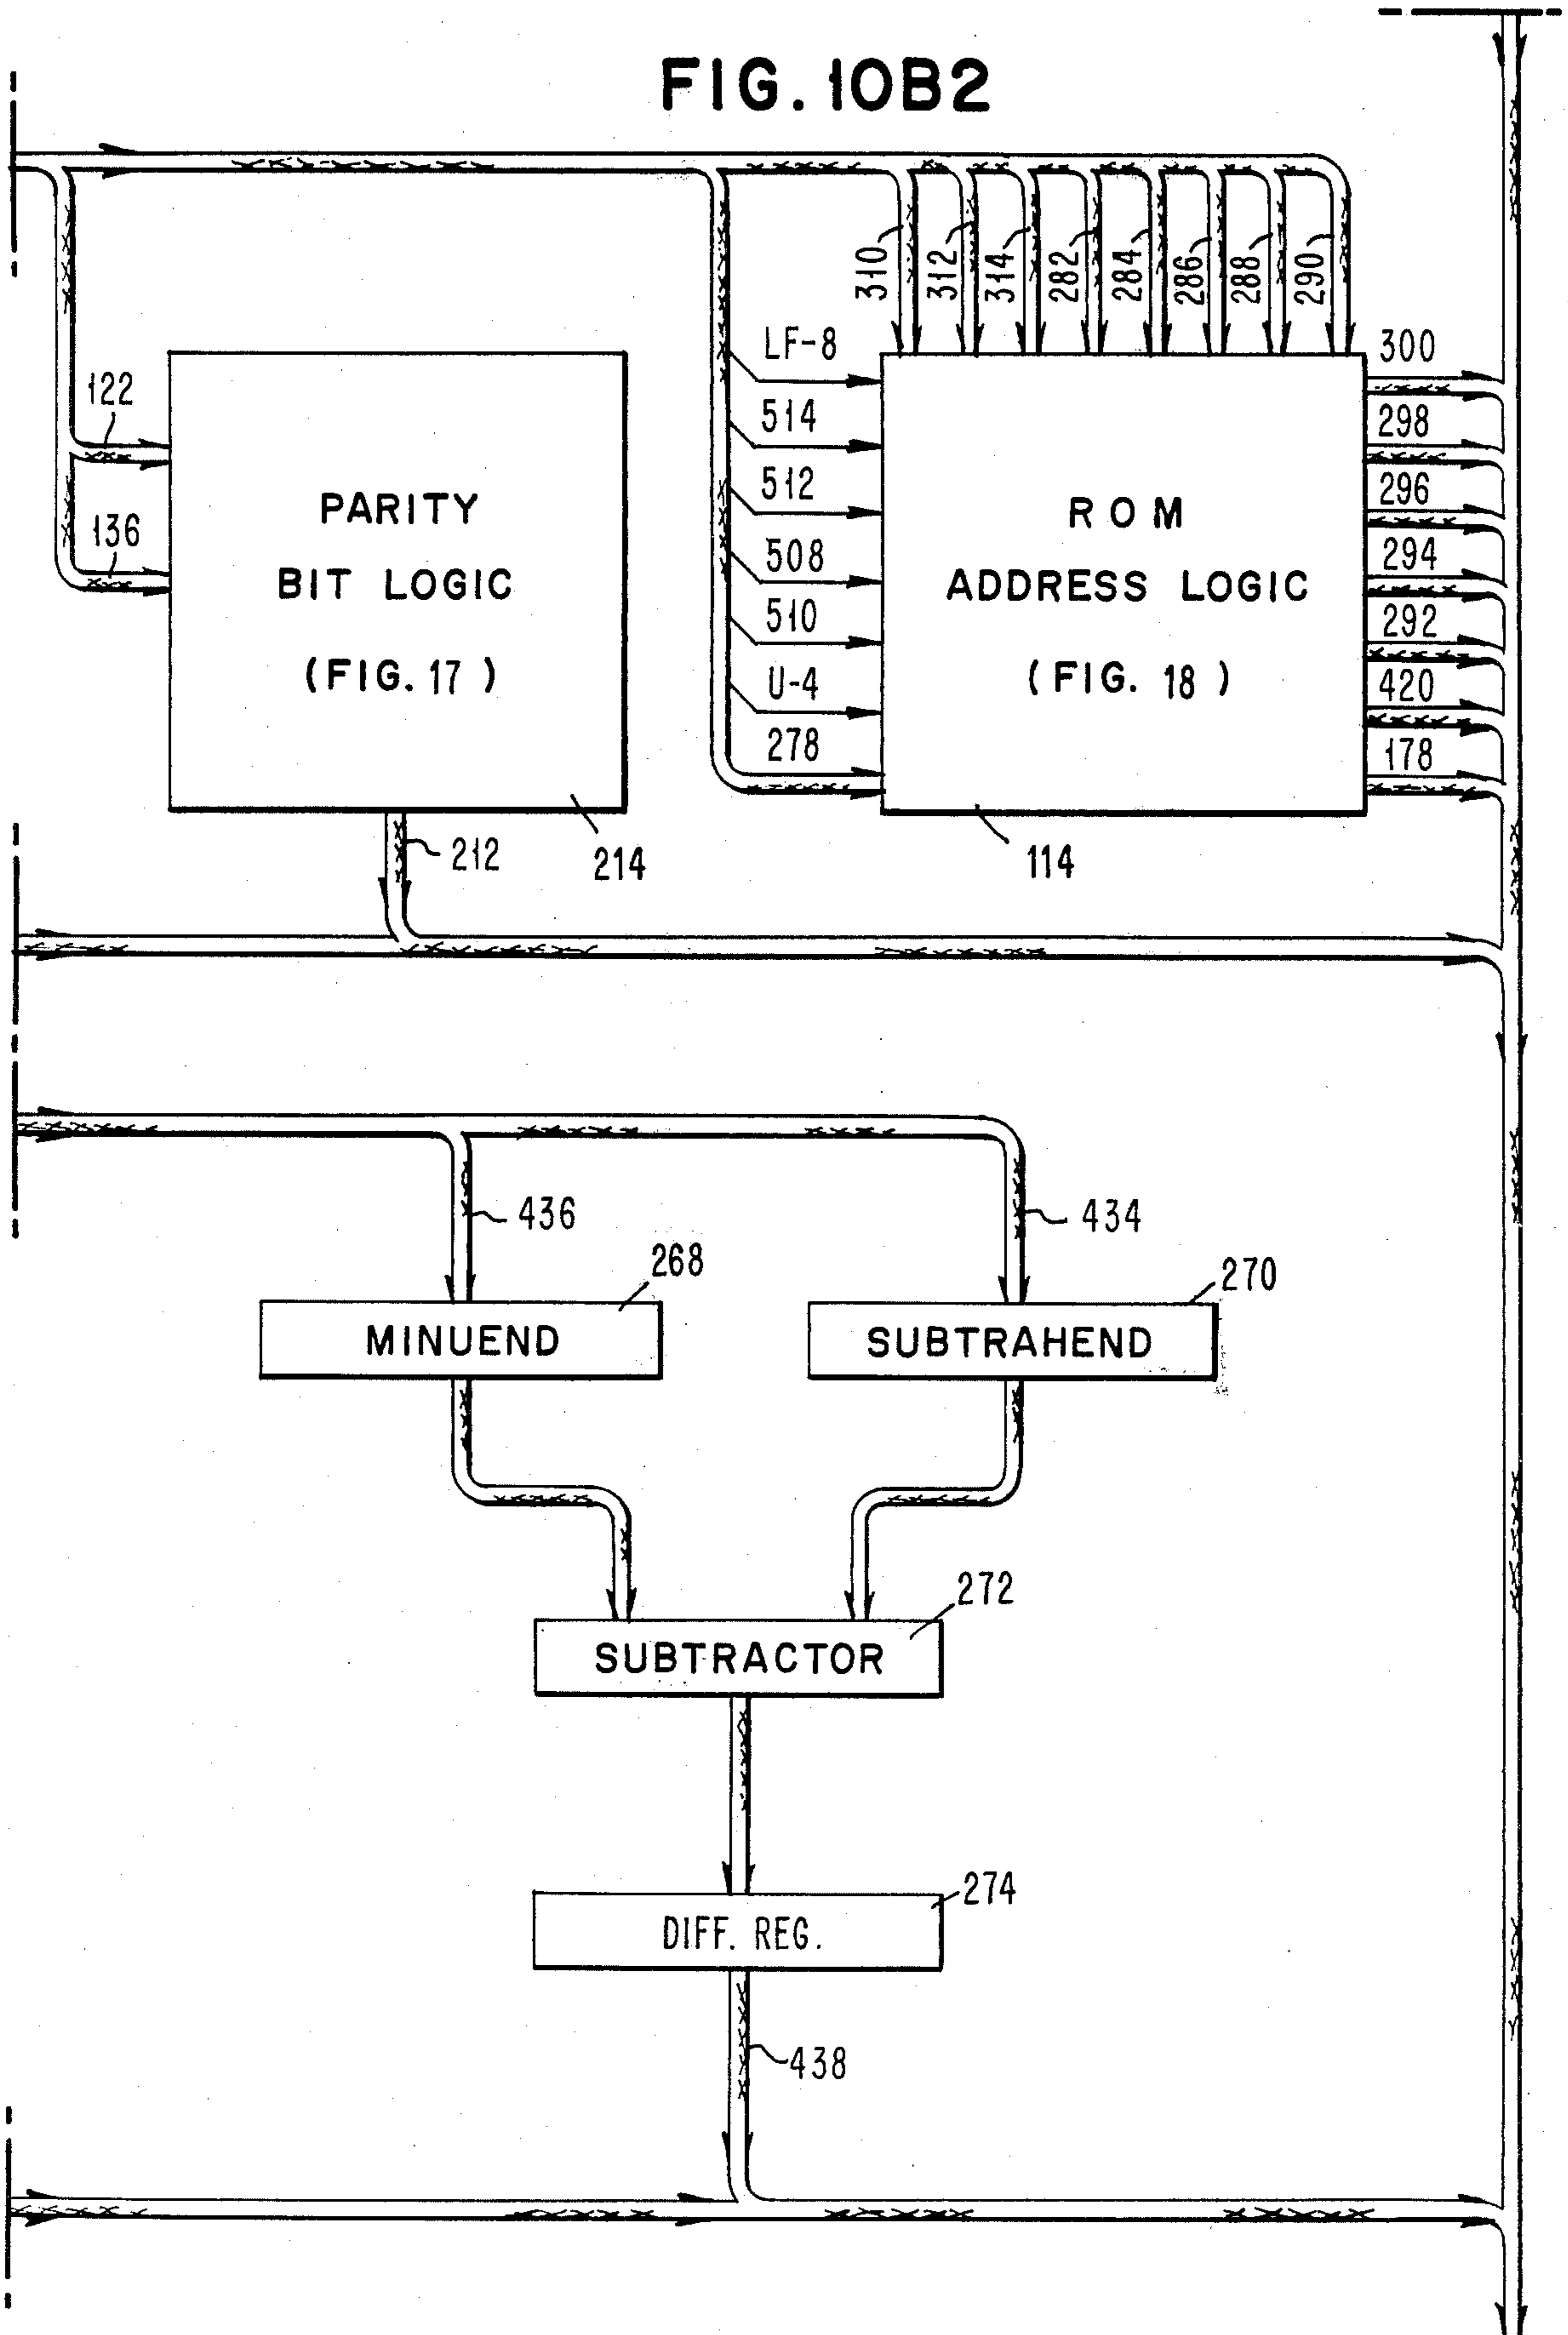 FIG. 10B2
310
312
314
282
284
286
288
290
LF-8
514
512
508
510
U-4
278
300
298
296
294
292
420
178
122
136
PARITY
BIT LOGIC
(FIG. 17)
ROM
ADDRESS LOGIC
(FIG. 18)
212
214
114
436
434
268
270
MINUEND
SUBTRAHEND
272
SUBTRACTOR
274
DIFF. REG.
438